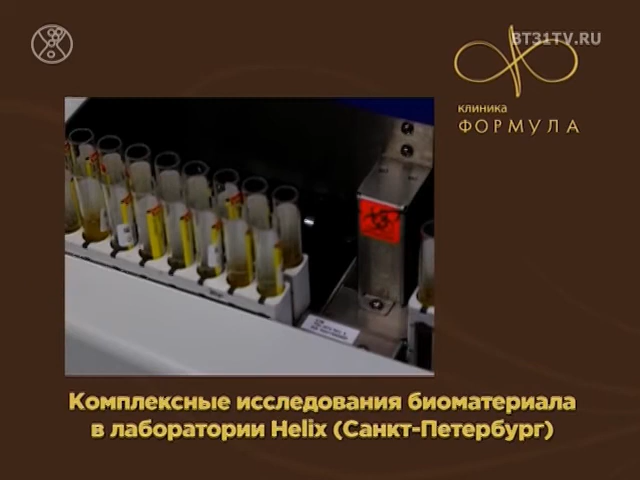 BT31TV.RU
клиника
ФОРМУЛА
Комплексные исследования биоматериала
в лаборатории Helix (Санкт-Петербург)